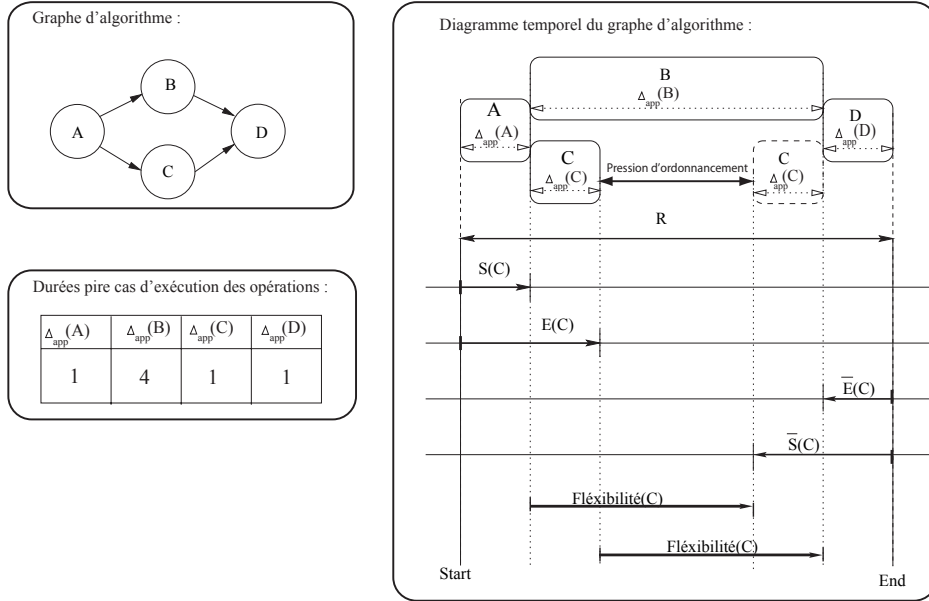 Graphe d'algorithme :
A
B
C
D
Durées pire cas d'exécution des opérations :
Δapp(A) Δapp(B) Δapp(C) Δapp(D)
1 4 1 1
Diagramme temporel du graphe d'algorithme :
B
Δapp(B)
A
Δapp(A)
D
Δapp(D)
C
Δapp(C)
Pression d'ordonnancement
C
Δapp(C)
R
S(C)
E(C)
E̅(C)
S̅(C)
Fléxibilité(C)
Fléxibilité(C)
Start
End